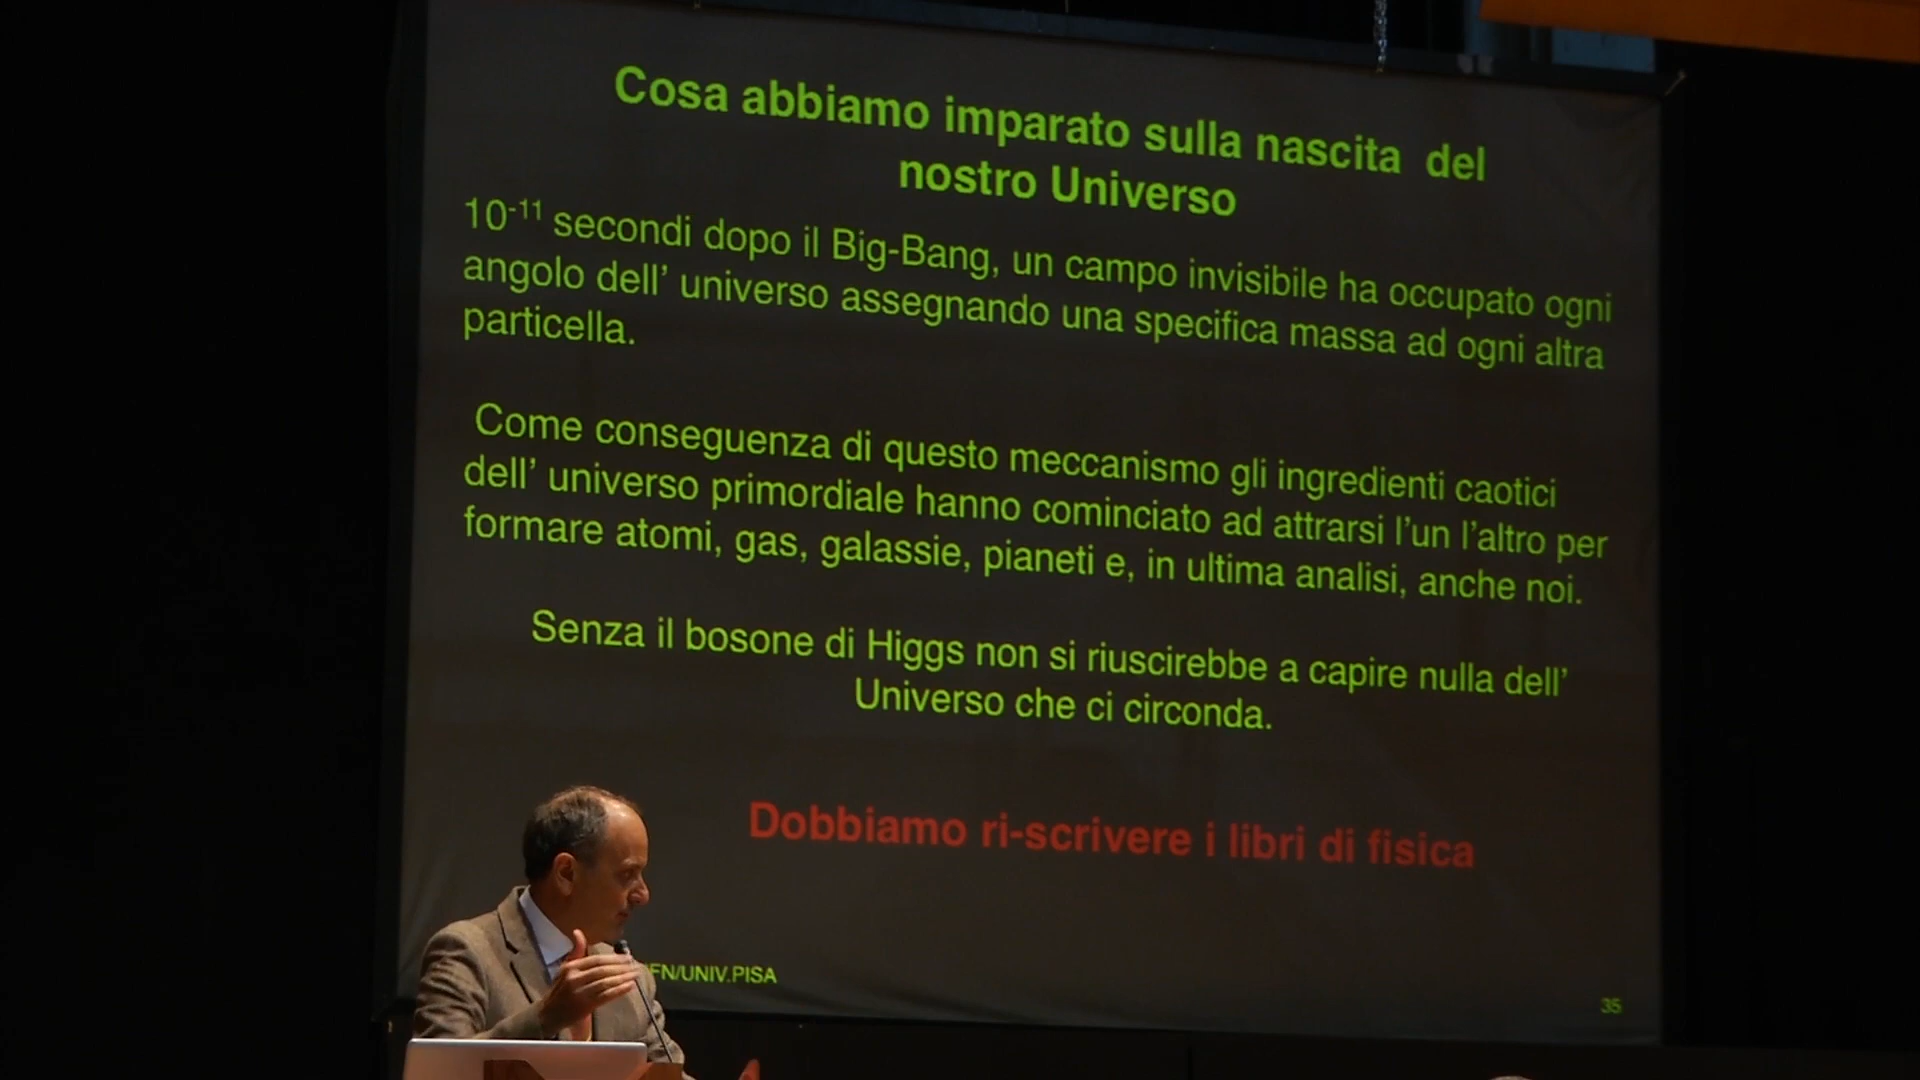 Cosa abbiamo imparato sulla nascita del
nostro Universo
10⁻¹¹ secondi dopo il Big-Bang, un campo invisibile ha occupato ogni
angolo dell’ universo assegnando una specifica massa ad ogni altra
particella.
Come conseguenza di questo meccanismo gli ingredienti caotici
dell’ universo primordiale hanno cominciato ad attrarsi l’un l’altro per
formare atomi, gas, galassie, pianeti e, in ultima analisi, anche noi.
Senza il bosone di Higgs non si riuscirebbe a capire nulla dell’
Universo che ci circonda.
Dobbiamo ri-scrivere i libri di fisica
FN/UNIV.PISA
35